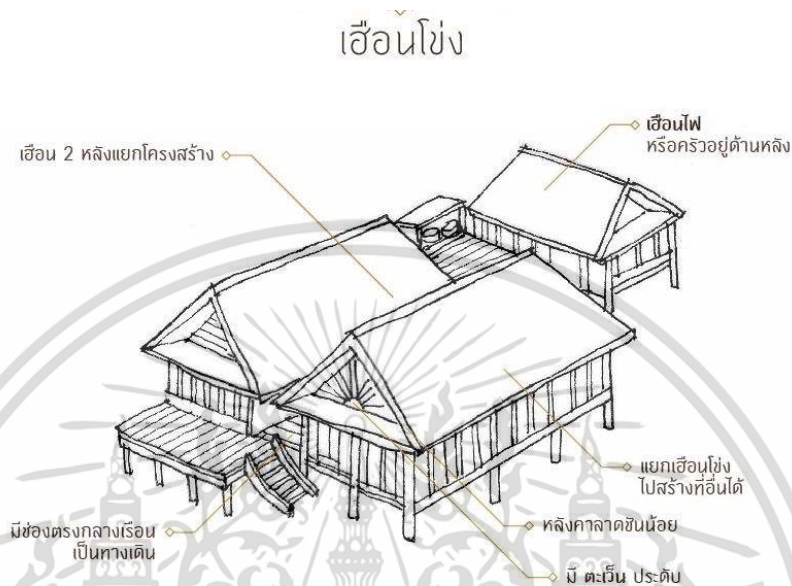 เฮือนโข่ง
เฮือนไฟ
หรือครัวอยู่ด้านหลัง
เฮือน 2 หลังแยกโครงสร้าง
แยกเฮือนโข่ง
ไปสร้างที่อื่นได้
มีช่องตรงกลางเรือน
เป็นทางเดิน
หลังคาลาดชันน้อย
มี ตะเว็น ประดับ